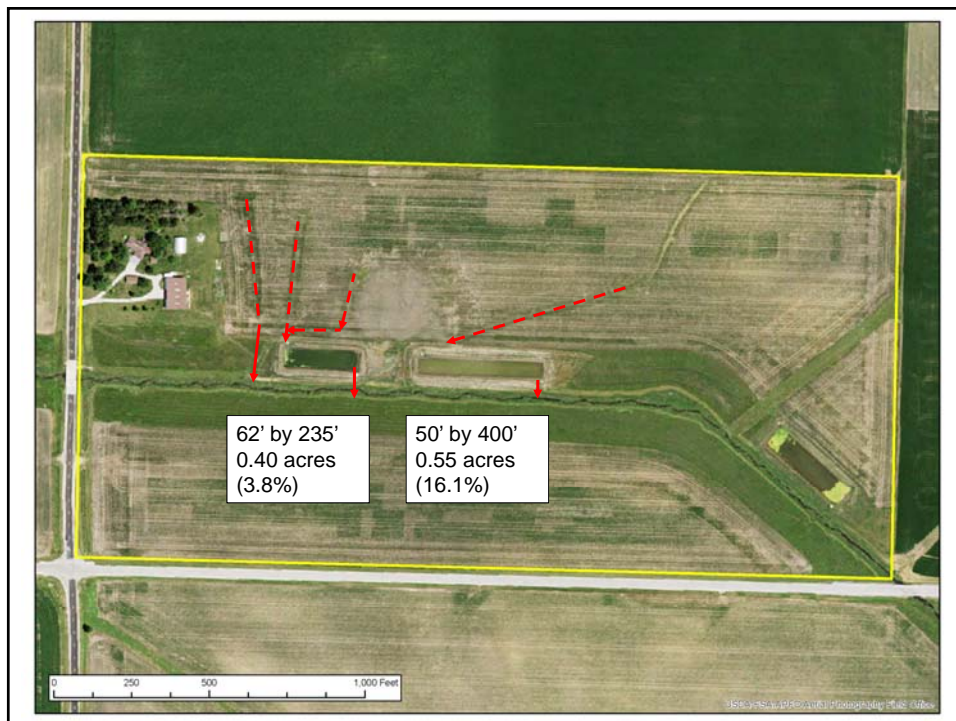 62' by 235'
0.40 acres
(3.8%)
50' by 400'
0.55 acres
(16.1%)
0 250 500 1,000 Feet
USDA-FSA-APFO Aerial Photography Field Office